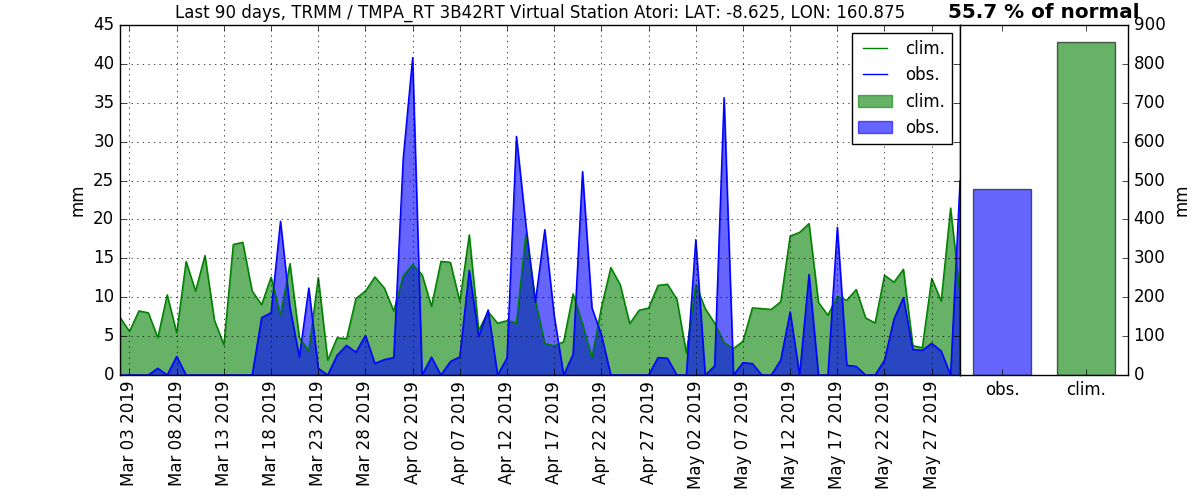 Last 90 days, TRMM / TMPA_RT 3B42RT Virtual Station Atori: LAT: -8.625, LON: 160.875
55.7 % of normal
45
40
35
30
25
20
15
10
5
0
mm
clim.
obs.
clim.
obs.
900
800
700
600
500
400
300
200
100
0
mm
obs.
clim.
Mar 03 2019
Mar 08 2019
Mar 13 2019
Mar 18 2019
Mar 23 2019
Mar 28 2019
Apr 02 2019
Apr 07 2019
Apr 12 2019
Apr 17 2019
Apr 22 2019
Apr 27 2019
May 02 2019
May 07 2019
May 12 2019
May 17 2019
May 22 2019
May 27 2019